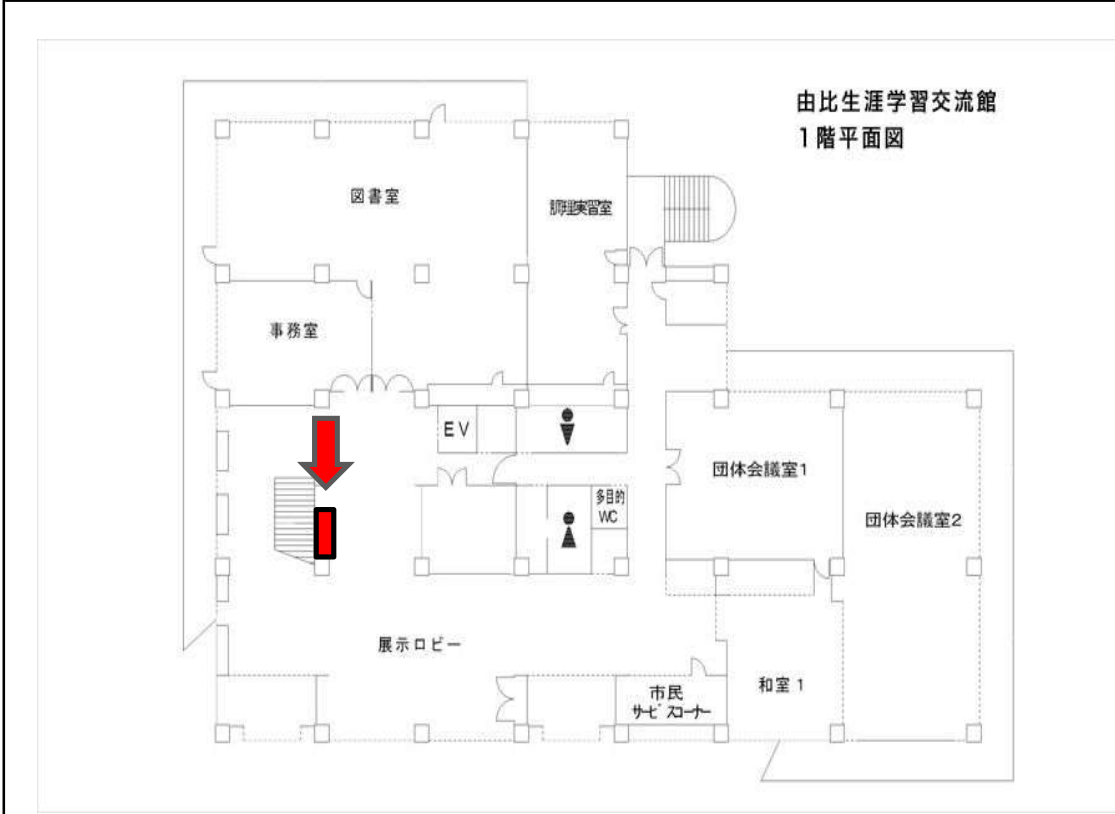 由比生涯学習交流館
1階平面図
図書室
調理実習室
事務室
EV
団体会議室1
多目的
WC
団体会議室2
展示ロビー
和室1
市民
サービスコーナー